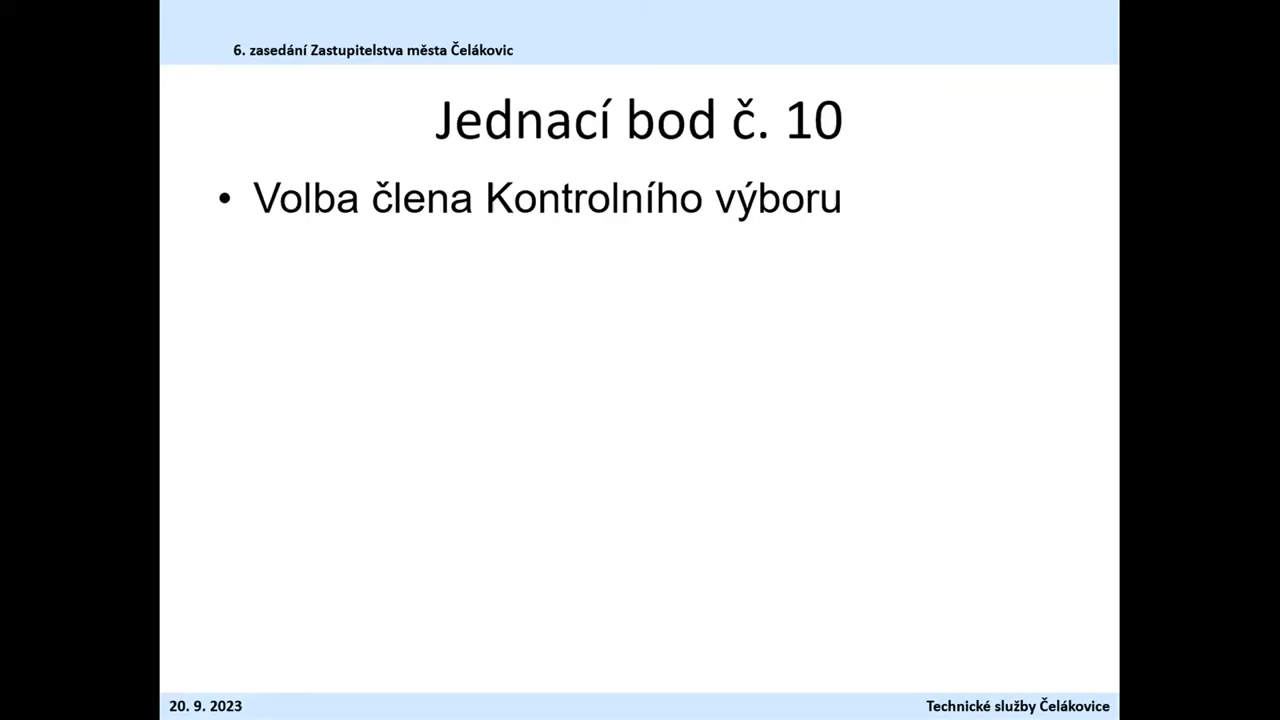 6. zasedání Zastupitelstva města Čelákovic
Jednací bod č. 10
• Volba člena Kontrolního výboru
20. 9. 2023
Technické služby Čelákovice